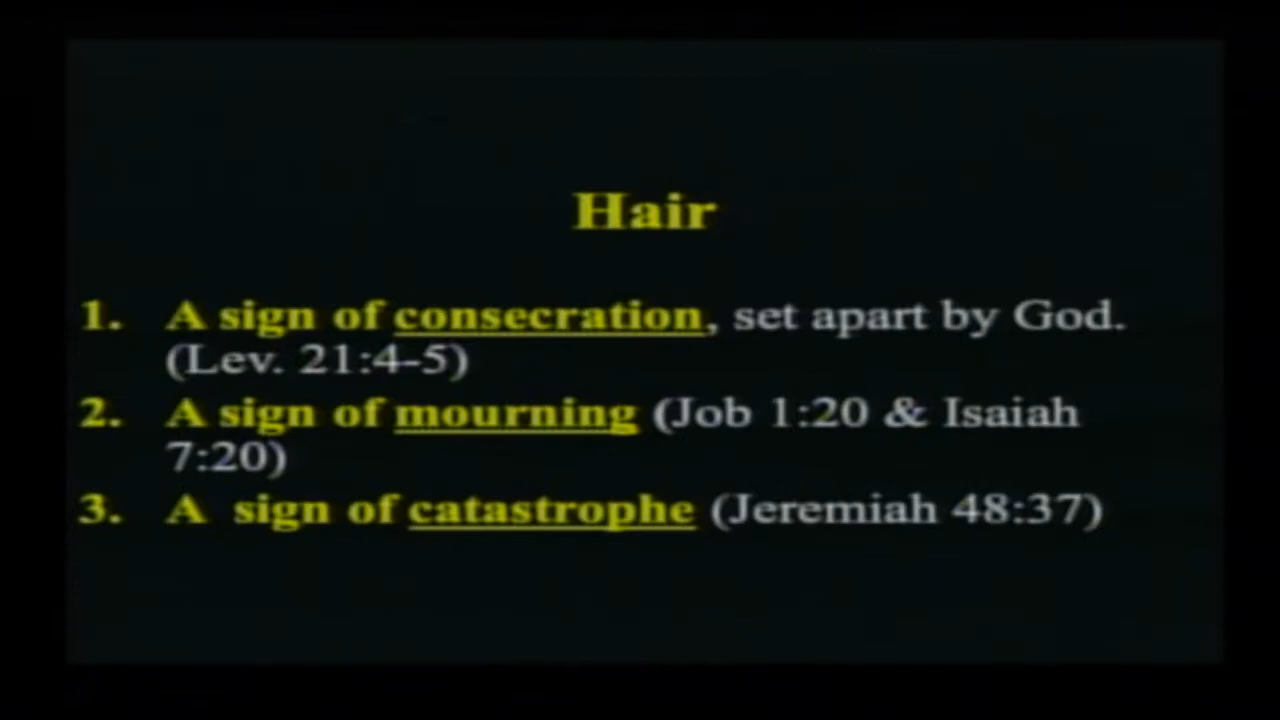 Hair
1. A sign of consecration, set apart by God.
(Lev. 21:4-5)
2. A sign of mourning (Job 1:20 & Isaiah
7:20)
3. A sign of catastrophe (Jeremiah 48:37)